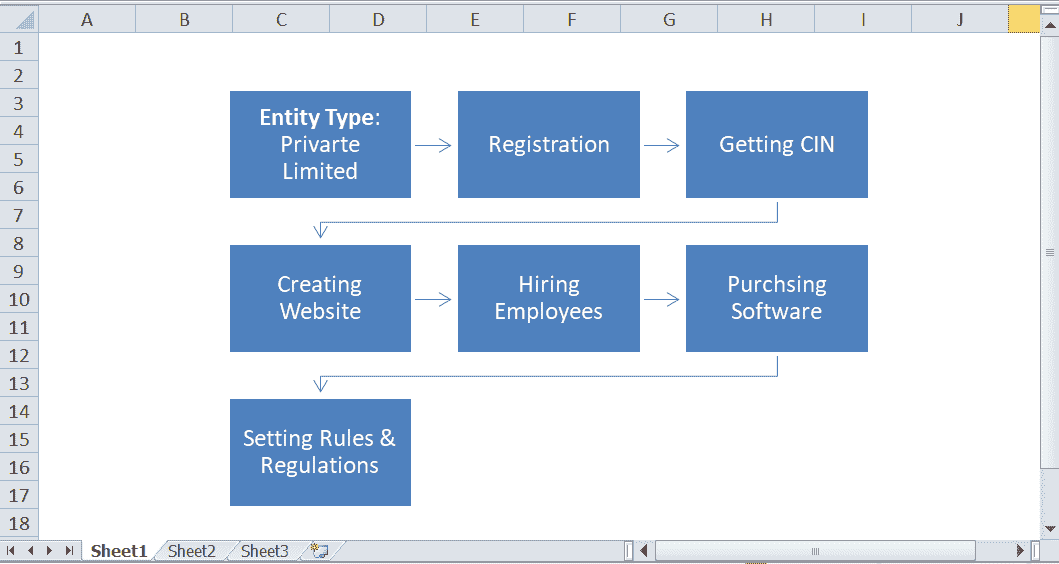 A B C D E F G H I J
1
2
3
Entity Type:
4
Privarte
Registration
Getting CIN
5
Limited
6
7
8
9
Creating
Hiring
Purchsing
10
Website
Employees
Software
11
12
13
14
15
Setting Rules &
16
Regulations
17
18
Sheet1 Sheet2 Sheet3